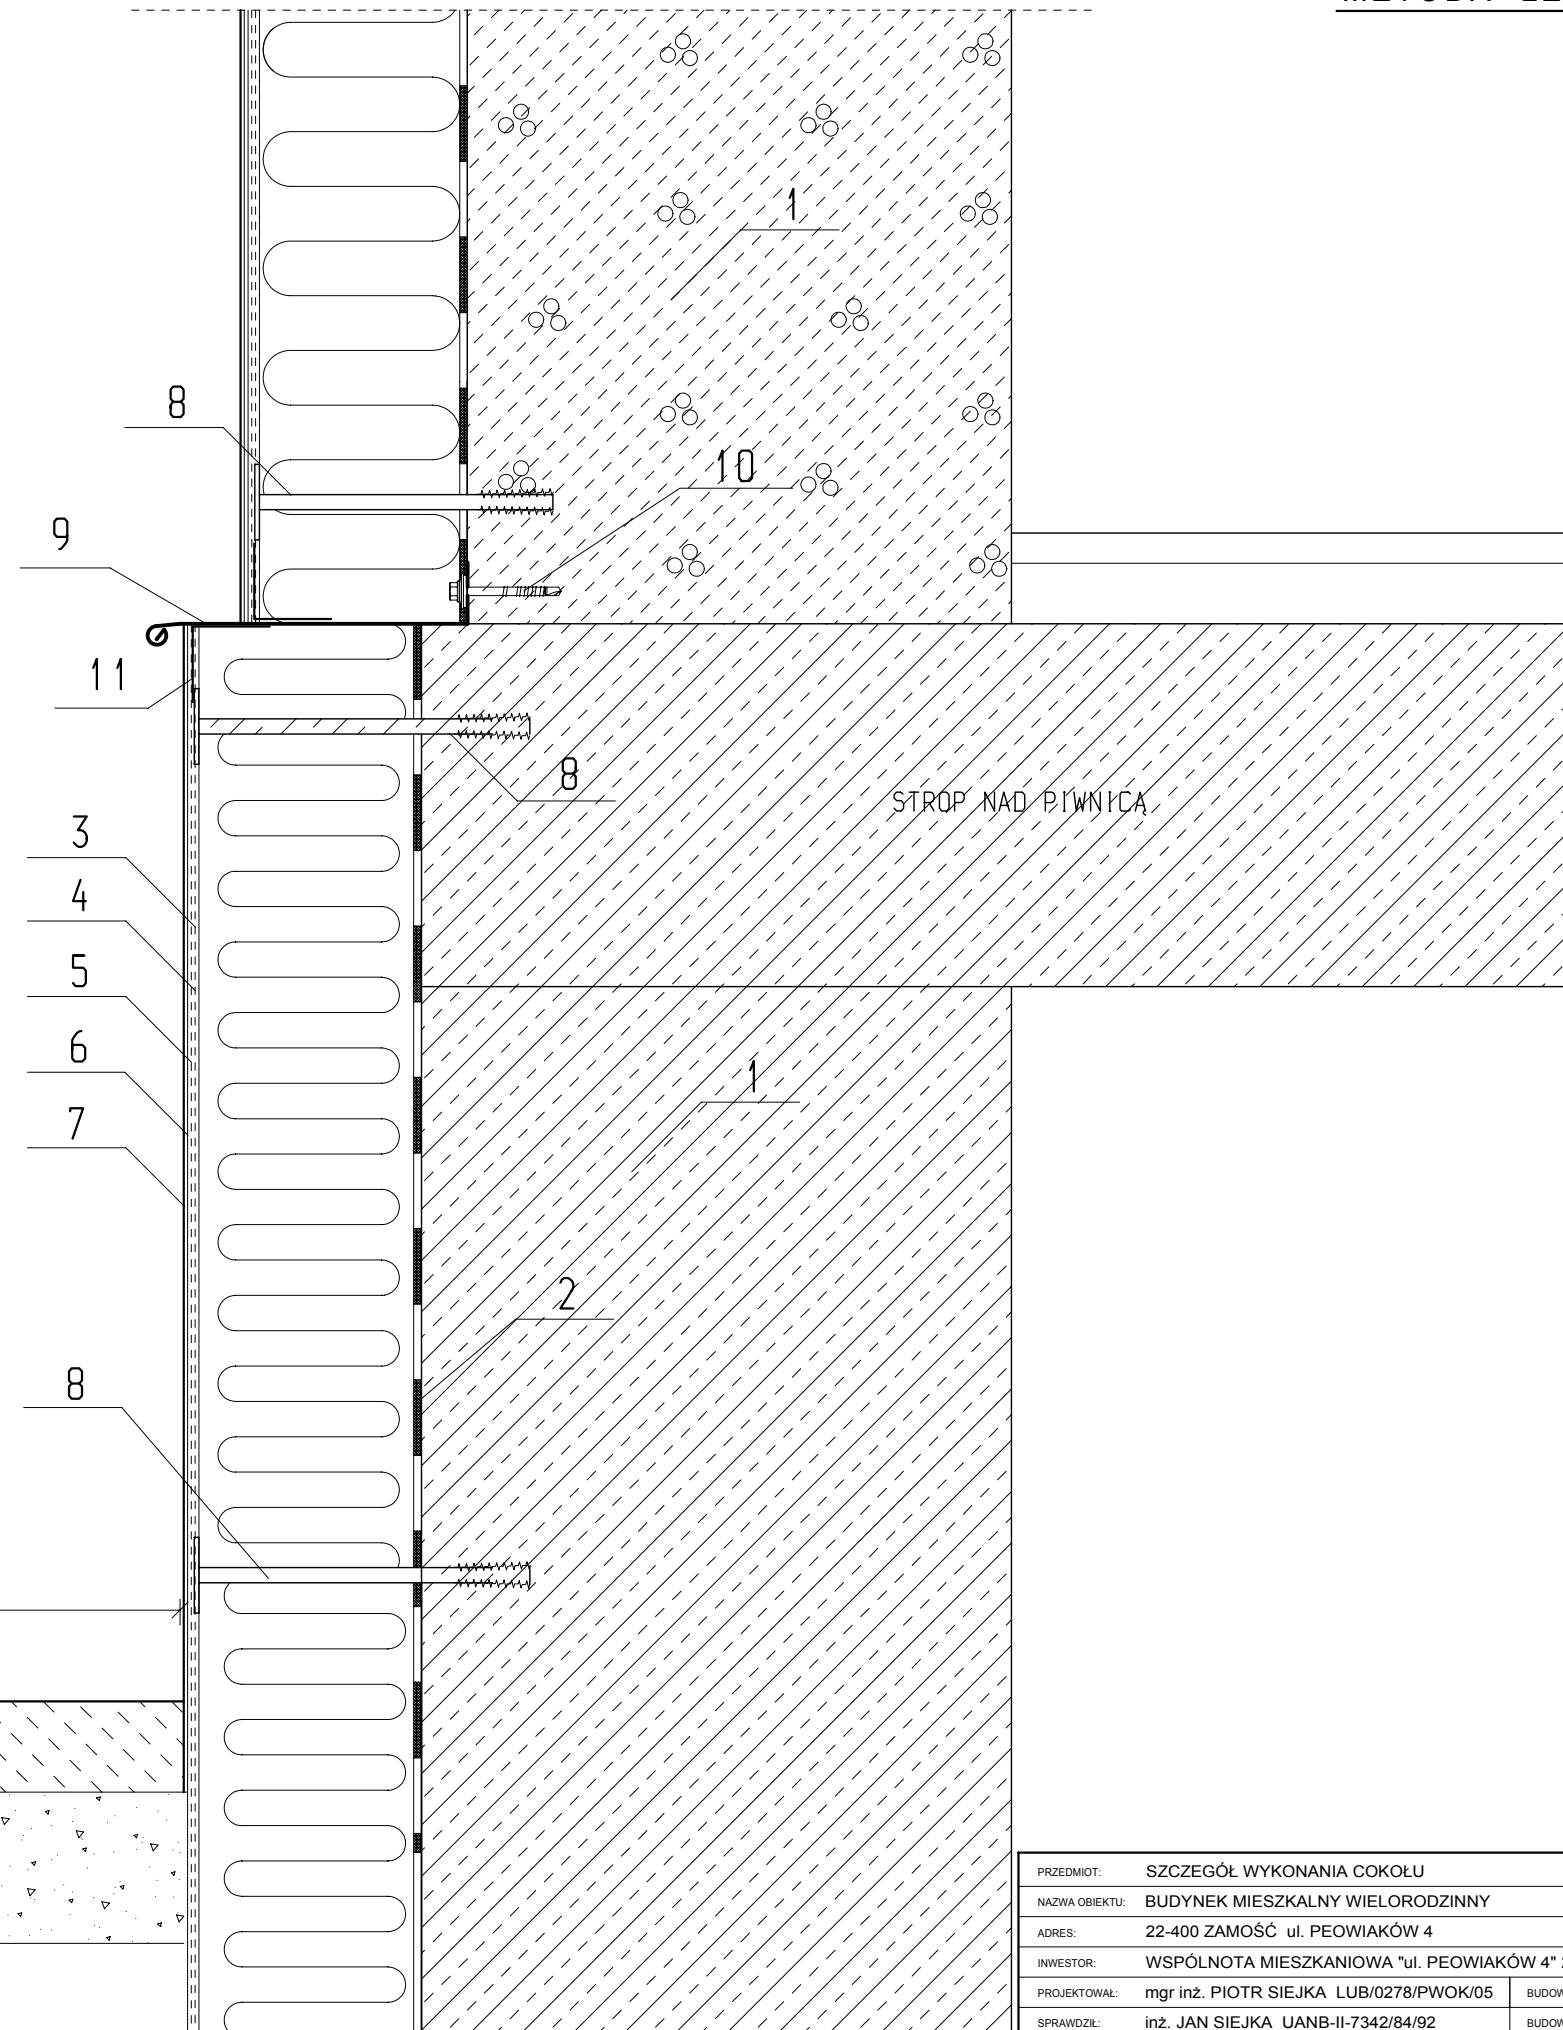 1
8
10
9
11
8
STROP NAD PIWNICĄ
3
4
5
6
1
7
2
8
PRZEDMIOT: SZCZEGÓŁ WYKONANIA COKOŁU
NAZWA OBIEKTU: BUDYNEK MIESZKALNY WIELORODZINNY
ADRES: 22-400 ZAMOŚĆ ul. PEOWIAKÓW 4
INWESTOR: WSPÓLNOTA MIESZKANIOWA "ul. PEOWIAKÓW 4"
PROJEKTOWAŁ: mgr inż. PIOTR SIEJKA LUB/0278/PWOK/05
SPRAWDZIŁ: inż. JAN SIEJKA UANB-II-7342/84/92